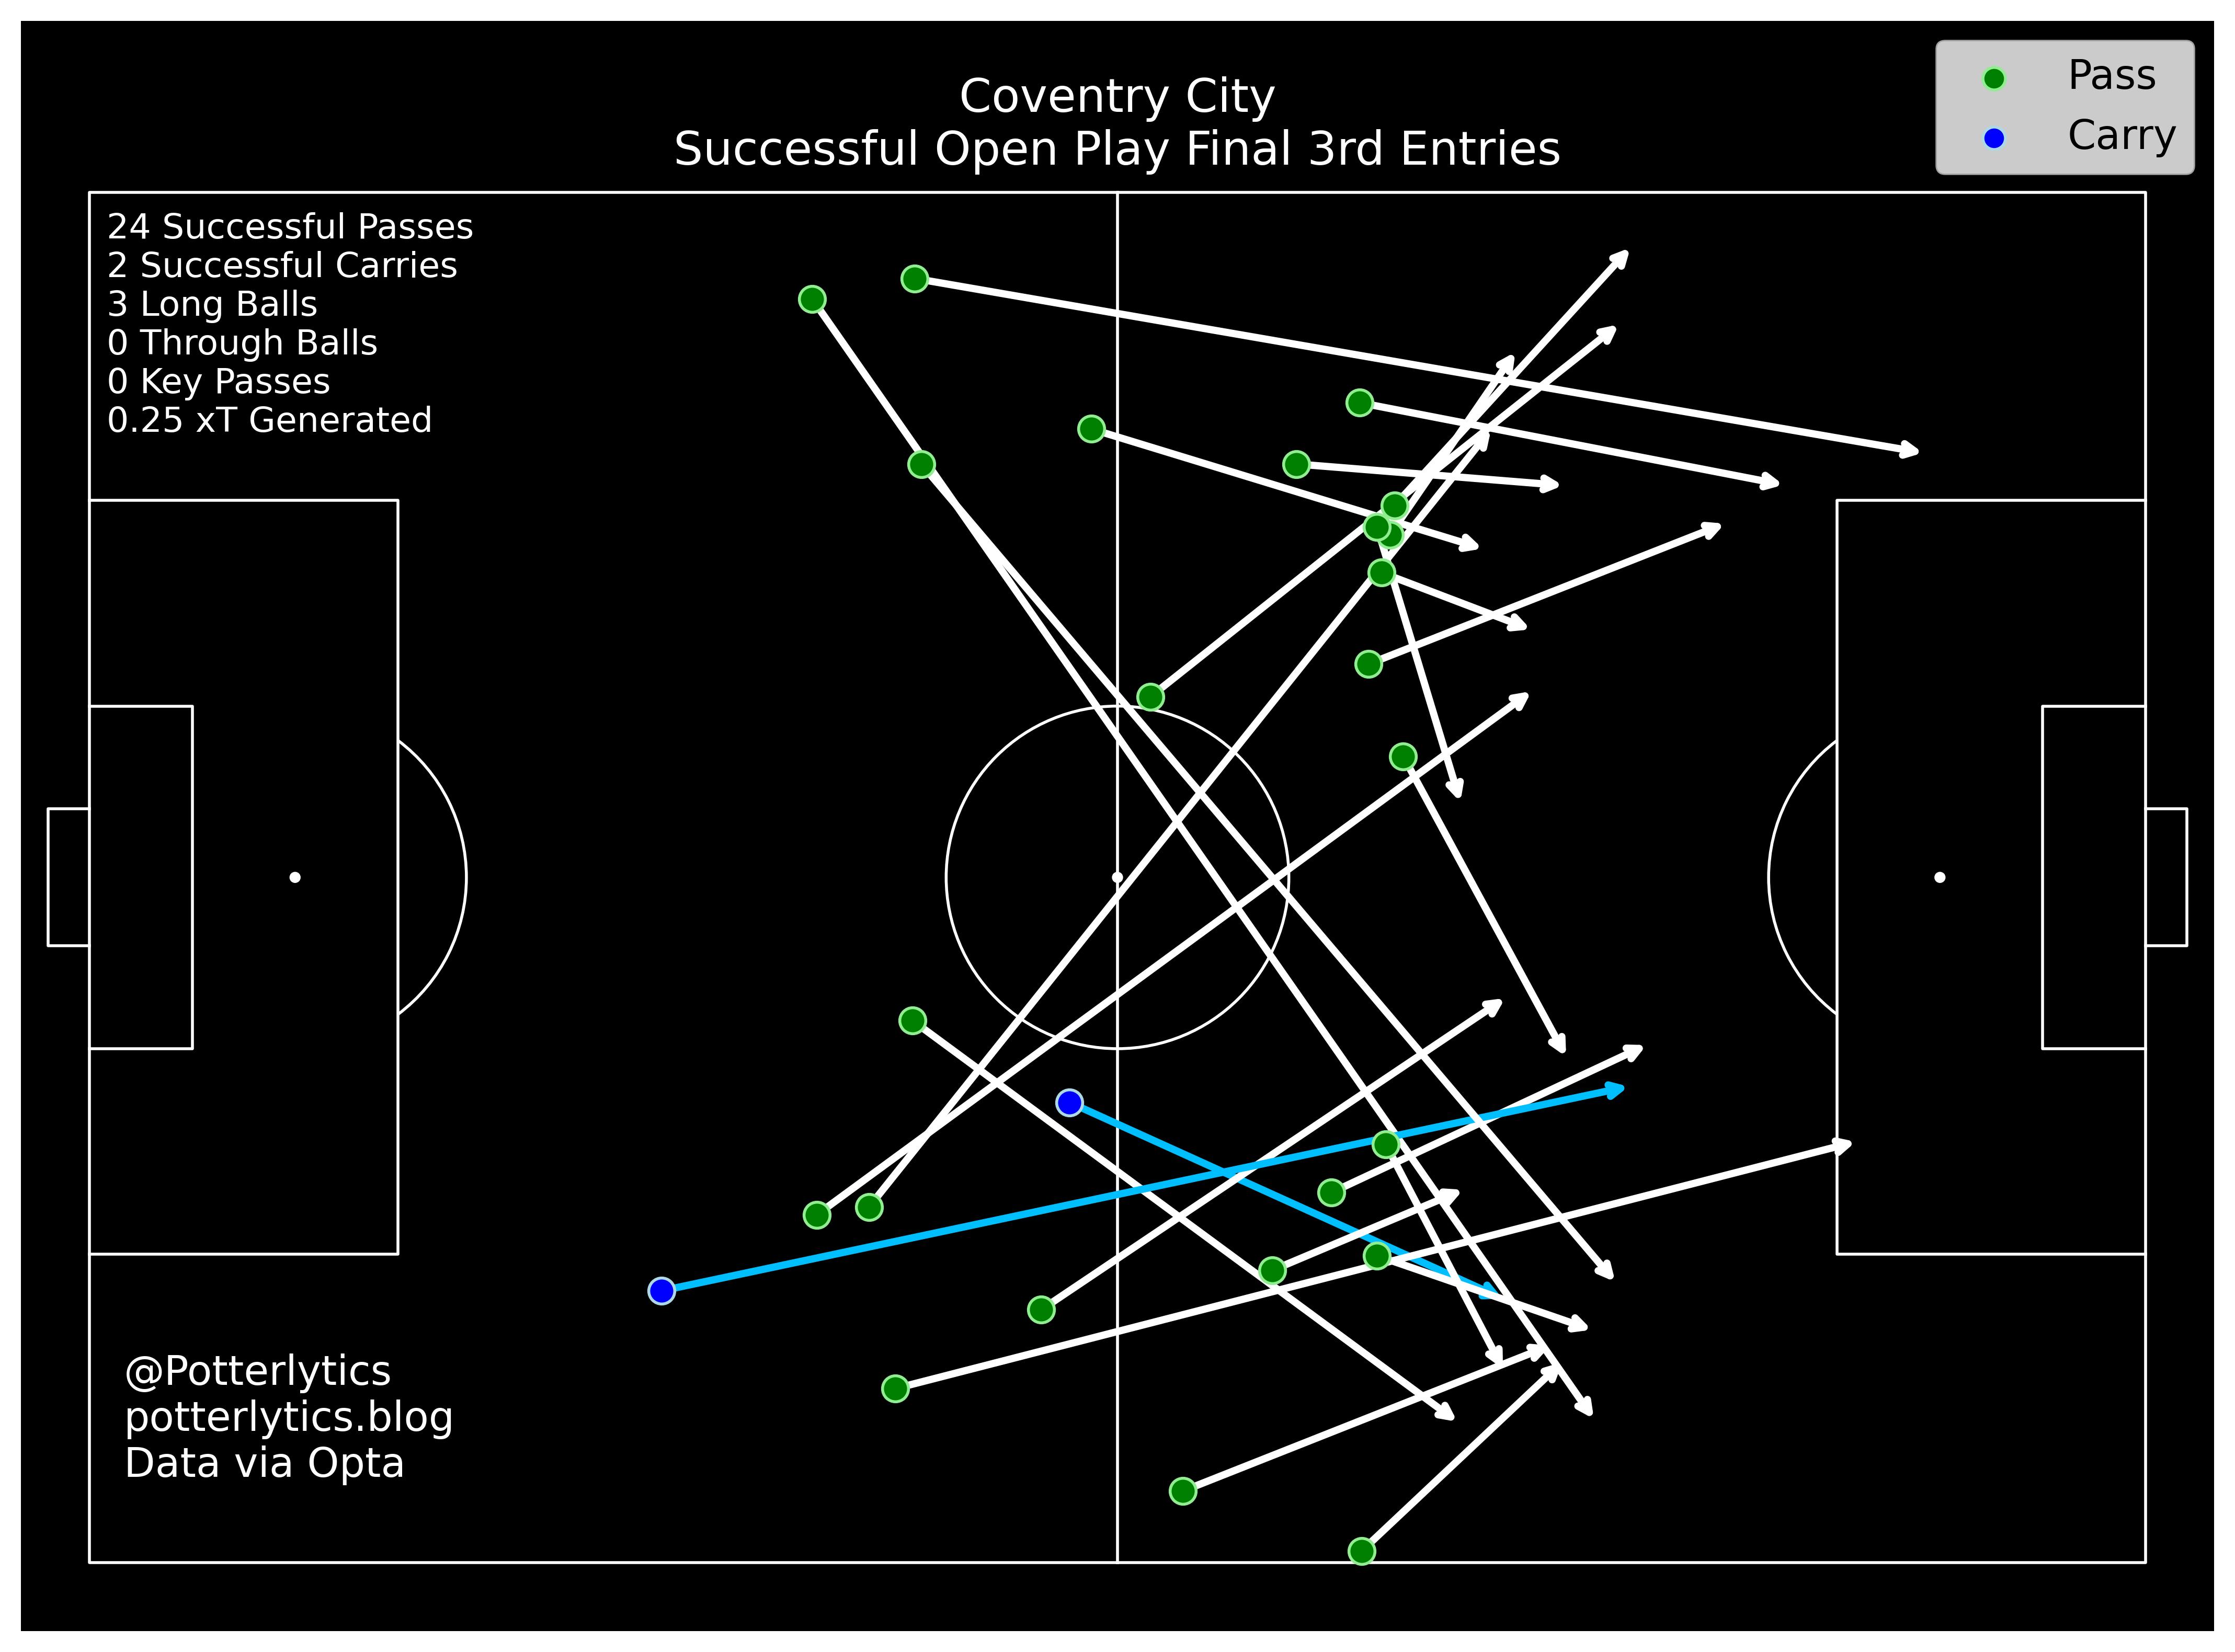 Coventry City
Successful Open Play Final 3rd Entries
Pass
Carry
24 Successful Passes
2 Successful Carries
3 Long Balls
0 Through Balls
0 Key Passes
0.25 xT Generated
@Potterlytics
potterlytics.blog
Data via Opta